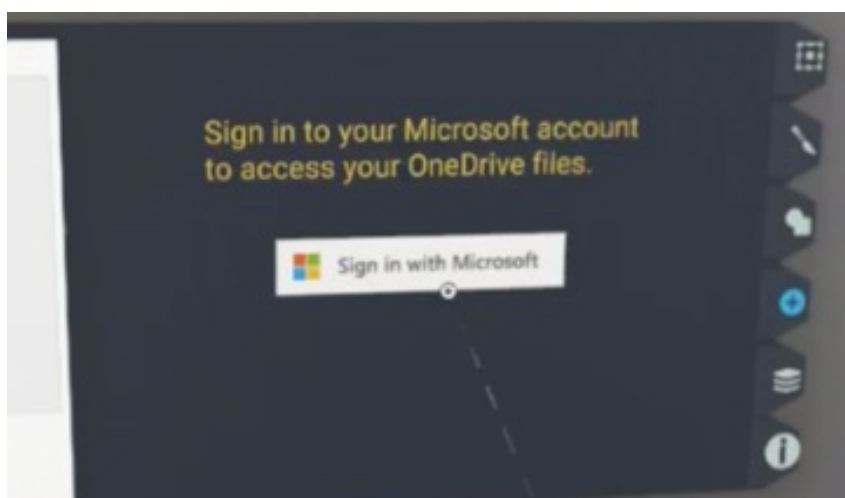 Sign in to your Microsoft account
to access your OneDrive files.
Sign in with Microsoft